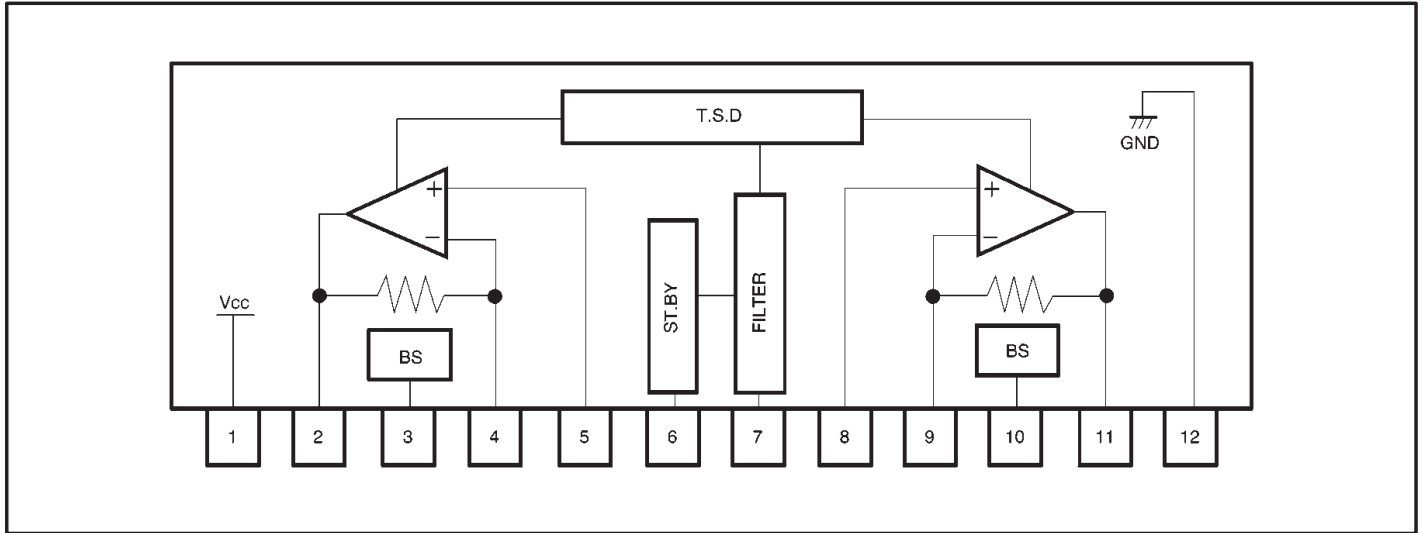 T.S.D
GND
+
−
+
−
ST.BY
FILTER
Vcc
BS
BS
1 2 3 4 5 6 7 8 9 10 11 12